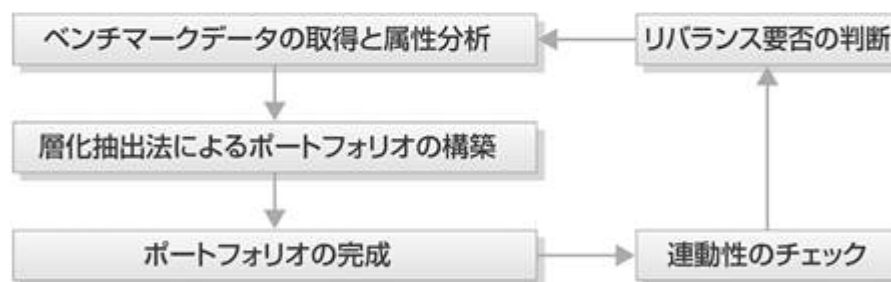 ベンチマークデータの取得と属性分析
リバランス要否の判断
層化抽出法によるポートフォリオの構築
ポートフォリオの完成
連動性のチェック